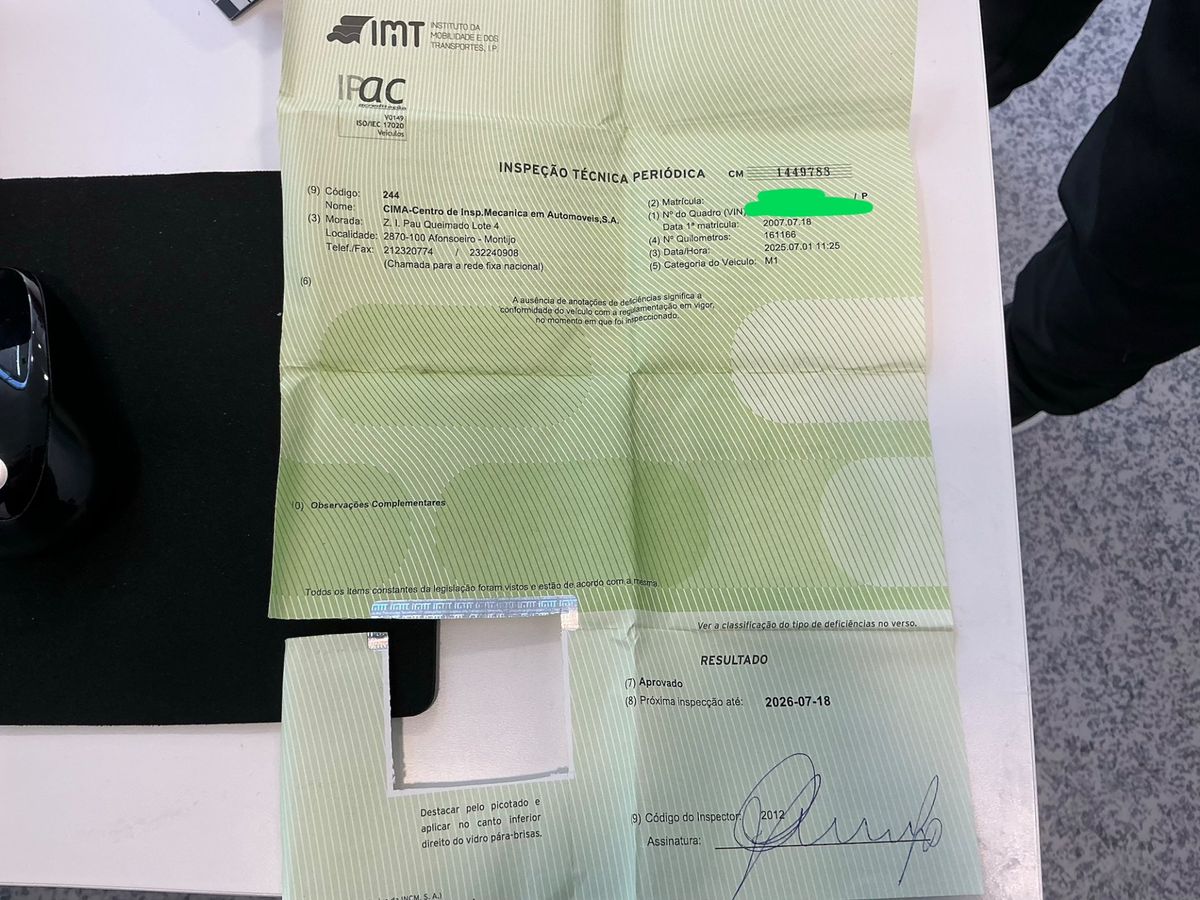 IMT
INSTITUTO DA
MOBILIDADE E DOS
TRANSPORTES, I.P.
IPac
acreditação
V0149
ISO/IEC 17020
Veículos
INSPEÇÃO TÉCNICA PERIÓDICA CM 1449783
(9) Código: 244
Nome: CIMA-Centro de Insp.Mecanica em Automoveis,S.A.
(3) Morada: Z. I. Pau Queimado Lote 4
Localidade: 2870-100 Afonsoeiro - Montijo
Telef./Fax: 212320774 / 232240908
(Chamada para a rede fixa nacional)
(2) Matrícula: / P
(1) Nº do Quadro (VIN)
Data 1ª matricula: 2007.07.18
(4) Nº Quilometros: 161166
(3) Data/Hora: 2025.07.01 11:25
(5) Categoria do Veículo: M1
(6)
A ausência de anotações de deficiências significa a
conformidade do veículo com a regulamentação em vigor,
no momento em que foi inspeccionado.
0) Observações Complementares
Todos os items constantes da legislação foram vistos e estão de acordo com a mesma.
Ver a classificação do tipo de deficiências no verso.
RESULTADO
(7) Aprovado
(8) Próxima inspecção até: 2026-07-18
Destacar pelo picotado e
aplicar no canto inferior
direito do vidro pára-brisas.
(9) Código do Inspector: 2012
Assinatura:
INCM, S. A.)